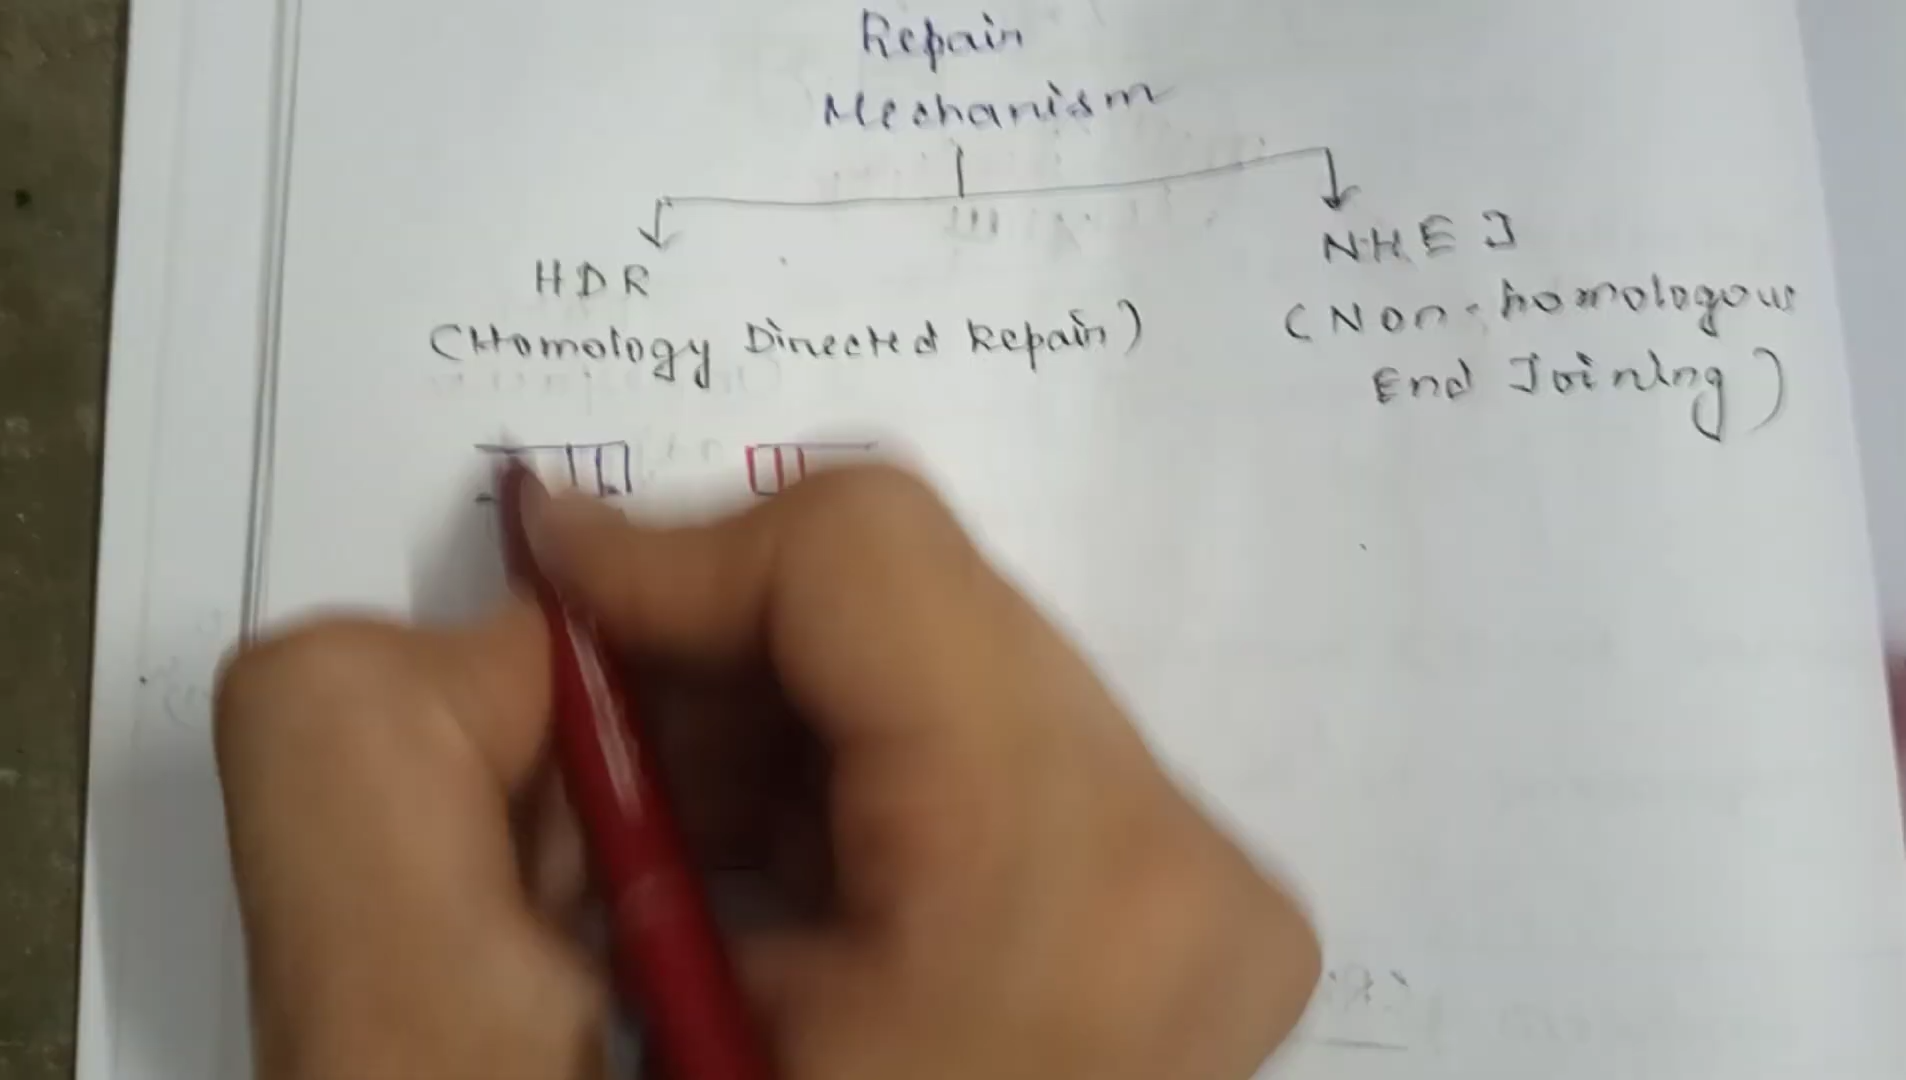 Repair
Mechanism
HDR
(Homology Directed Repair)
NHEJ
(Non-homologous
End Joining)